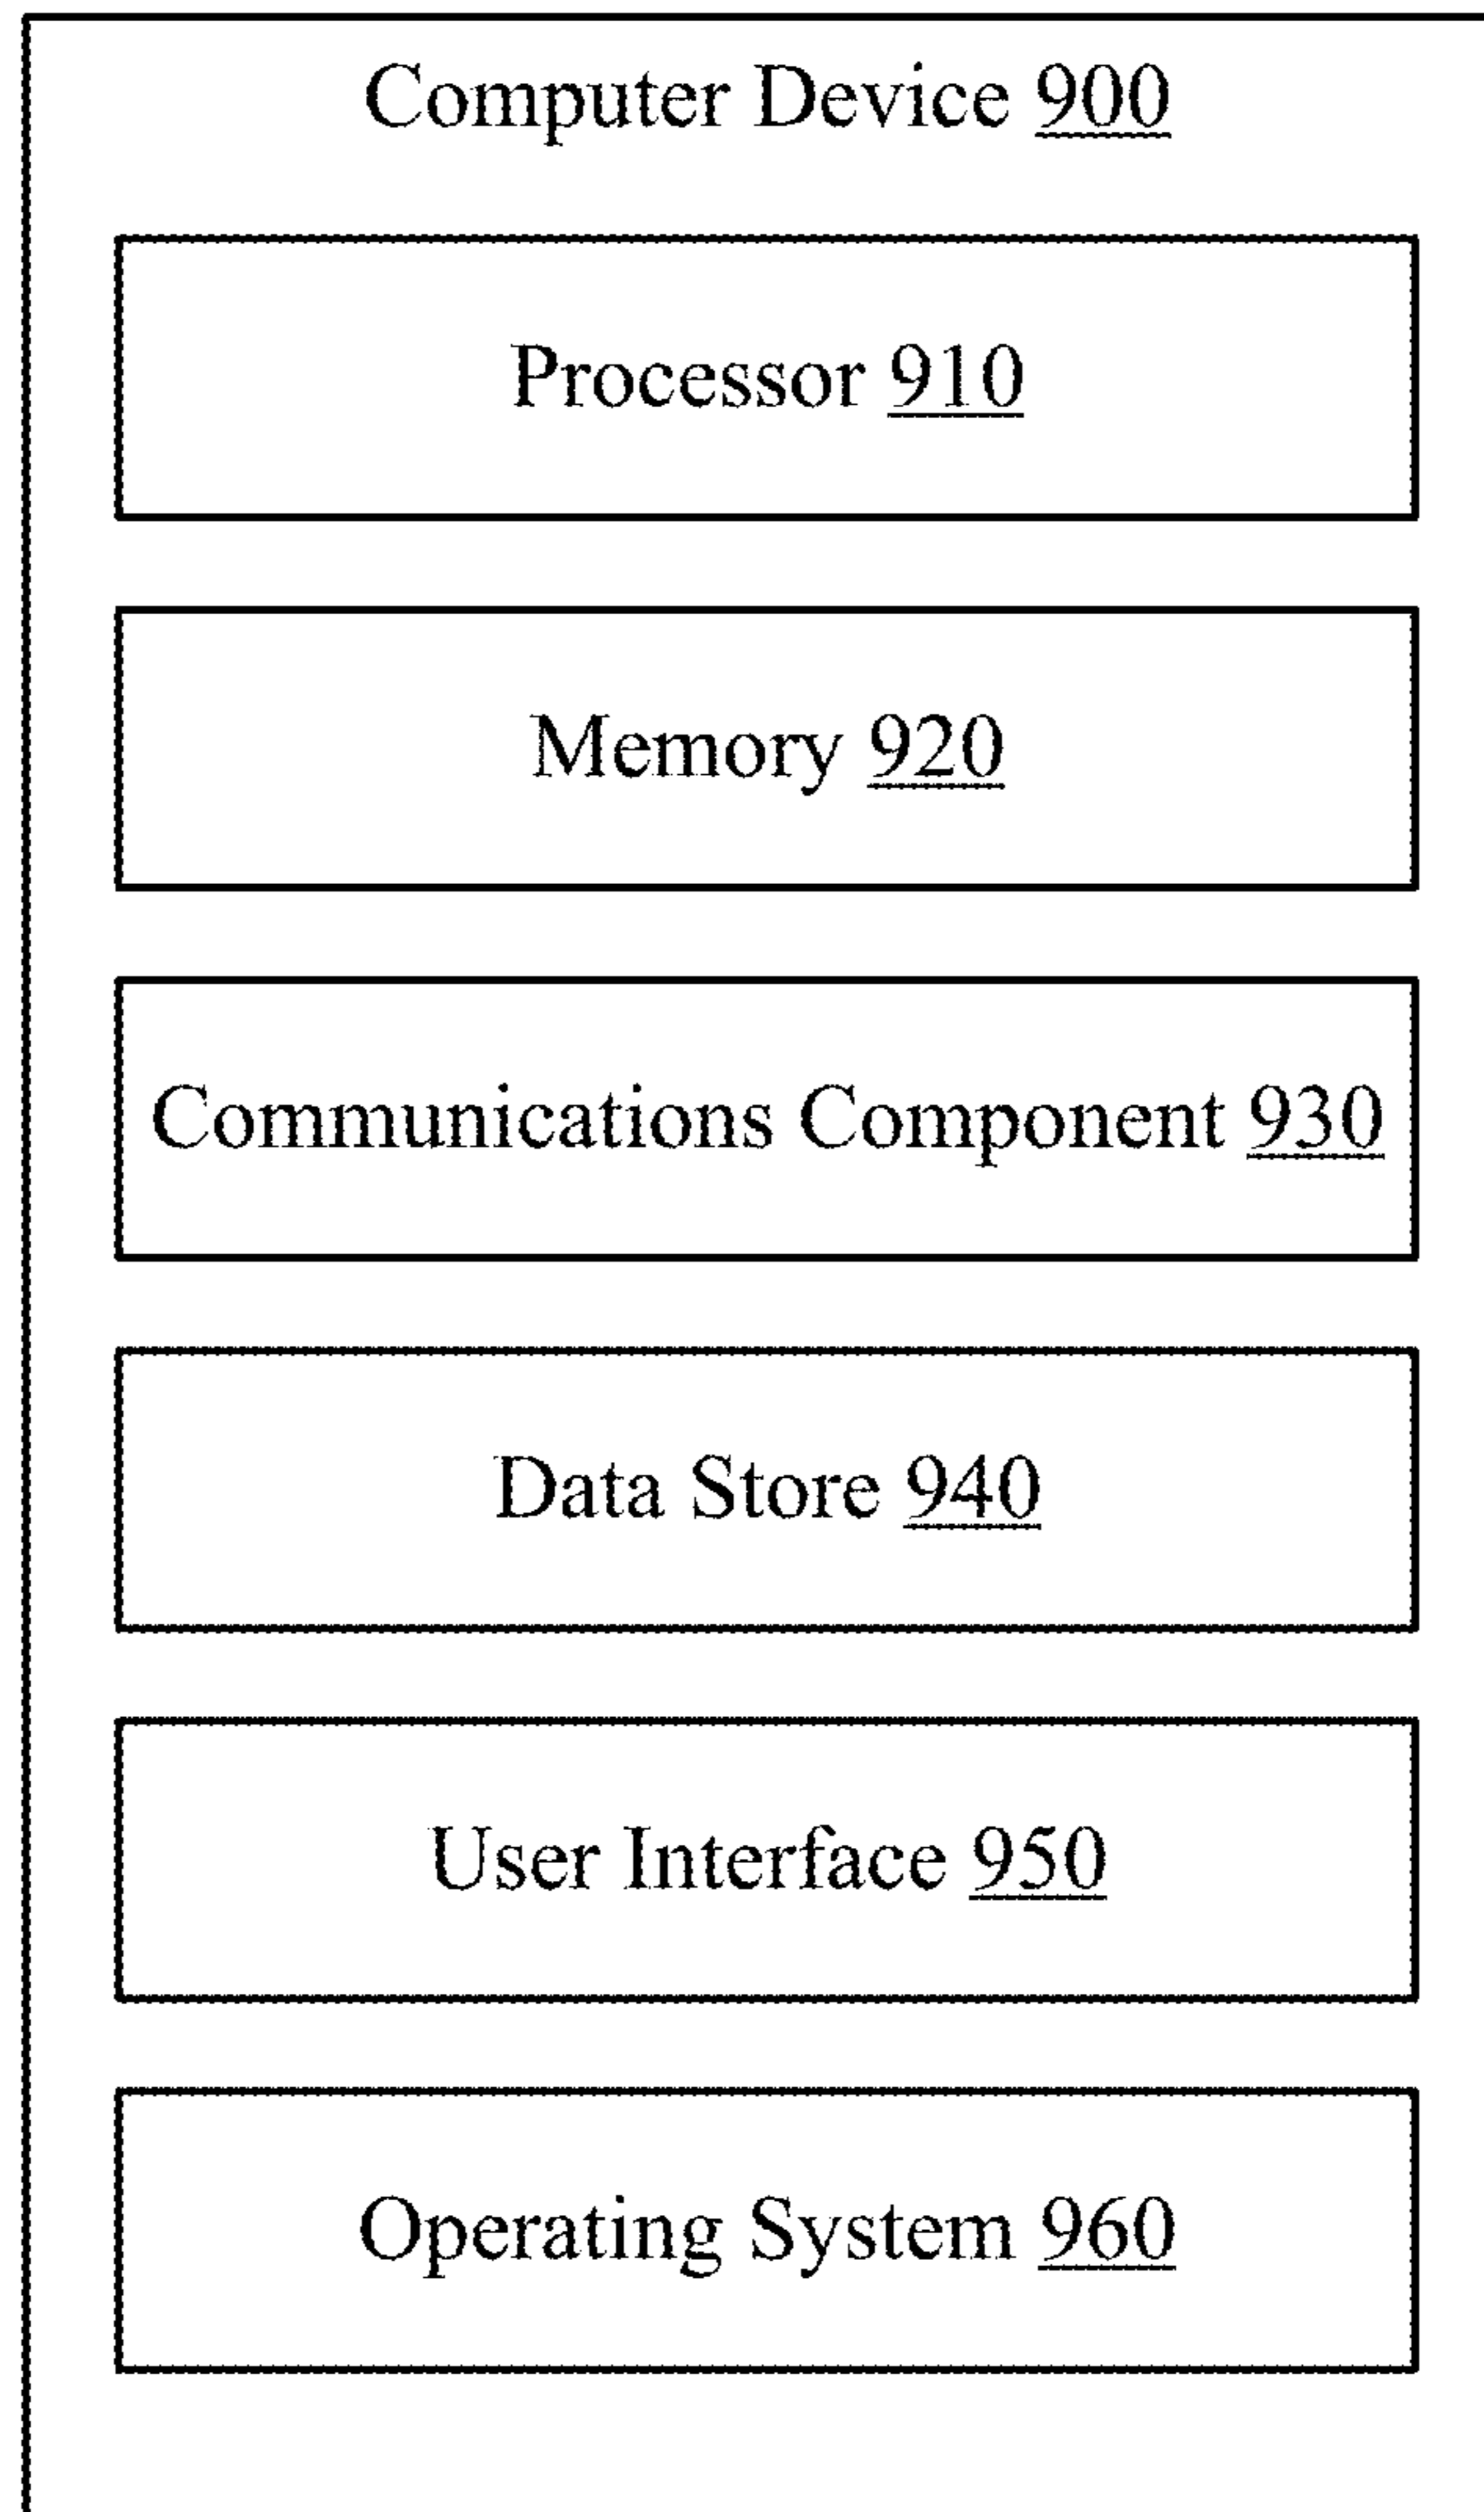 Computer Device 900
Processor 910
Memory 920
Communications Component 930
Data Store 940
User Interface 950
Operating System 960